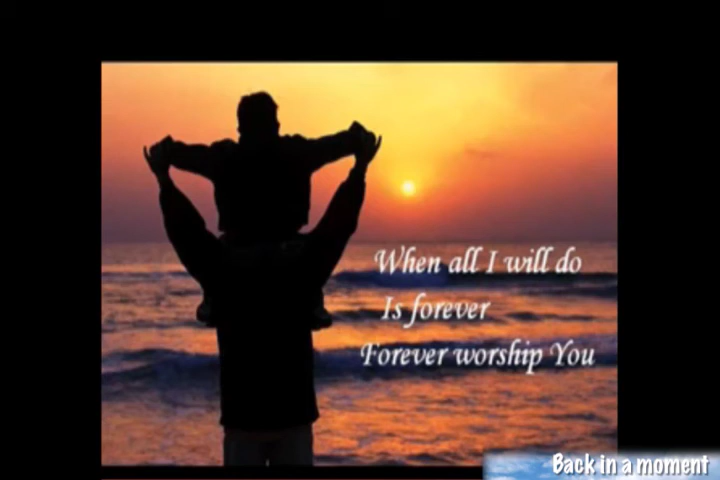 When all I will do
Is forever
Forever worship You
Back in a moment